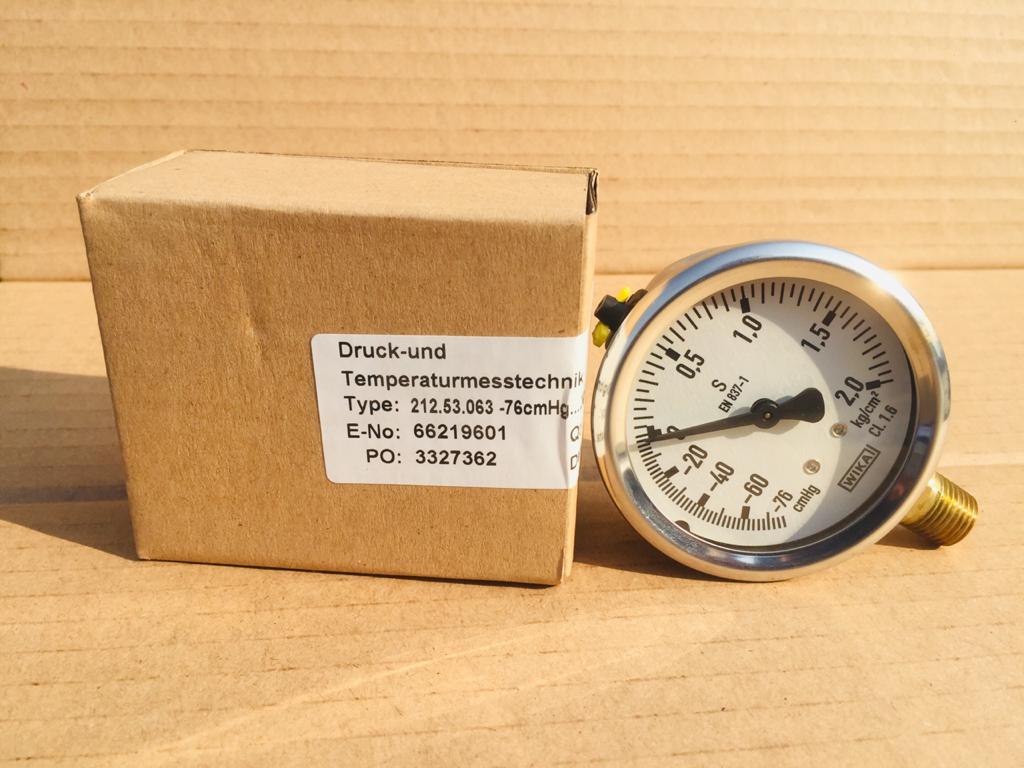 Druck-und
Temperaturmesstechnik
Type: 212.53.063 -76cmHg...
E-No: 66219601
PO: 3327362
Q
D
0,5
1,0
1,5
2,0
kg/cm²
Cl. 1.6
S
EN 837-1
0
-20
-40
-60
-76
cmHg
WIKA